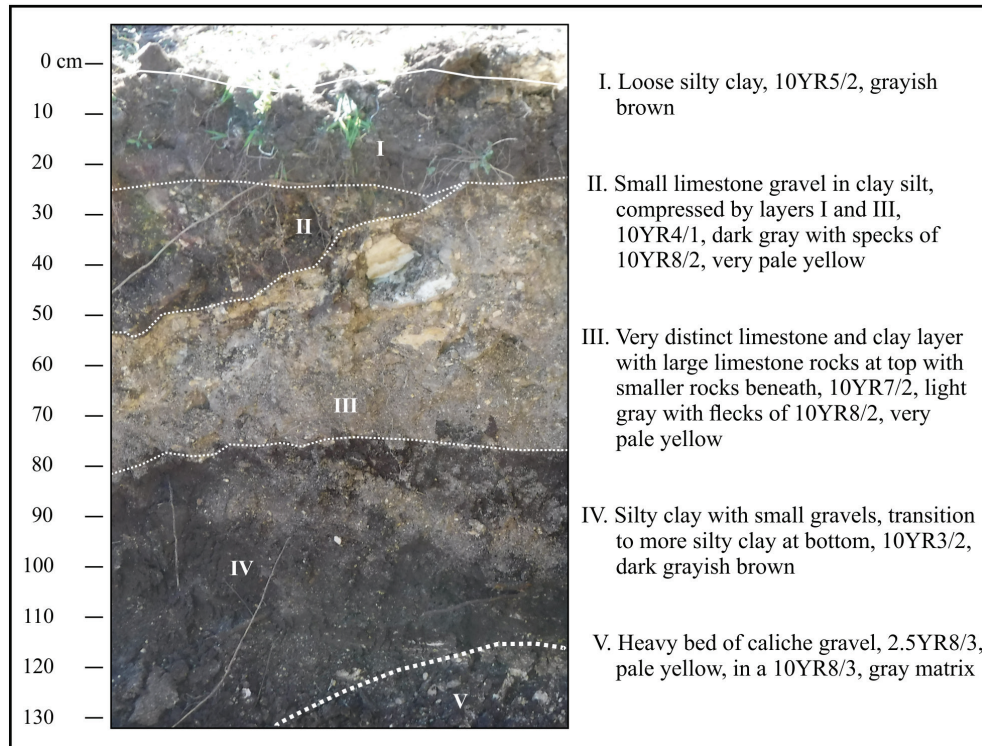 0 cm
10
20
30
40
50
60
70
80
90
100
110
120
130
I
II
III
IV
V
I. Loose silty clay, 10YR5/2, grayish
brown
II. Small limestone gravel in clay silt,
compressed by layers I and III,
10YR4/1, dark gray with specks of
10YR8/2, very pale yellow
III. Very distinct limestone and clay layer
with large limestone rocks at top with
smaller rocks beneath, 10YR7/2, light
gray with flecks of 10YR8/2, very
pale yellow
IV. Silty clay with small gravels, transition
to more silty clay at bottom, 10YR3/2,
dark grayish brown
V. Heavy bed of caliche gravel, 2.5YR8/3,
pale yellow, in a 10YR8/3, gray matrix